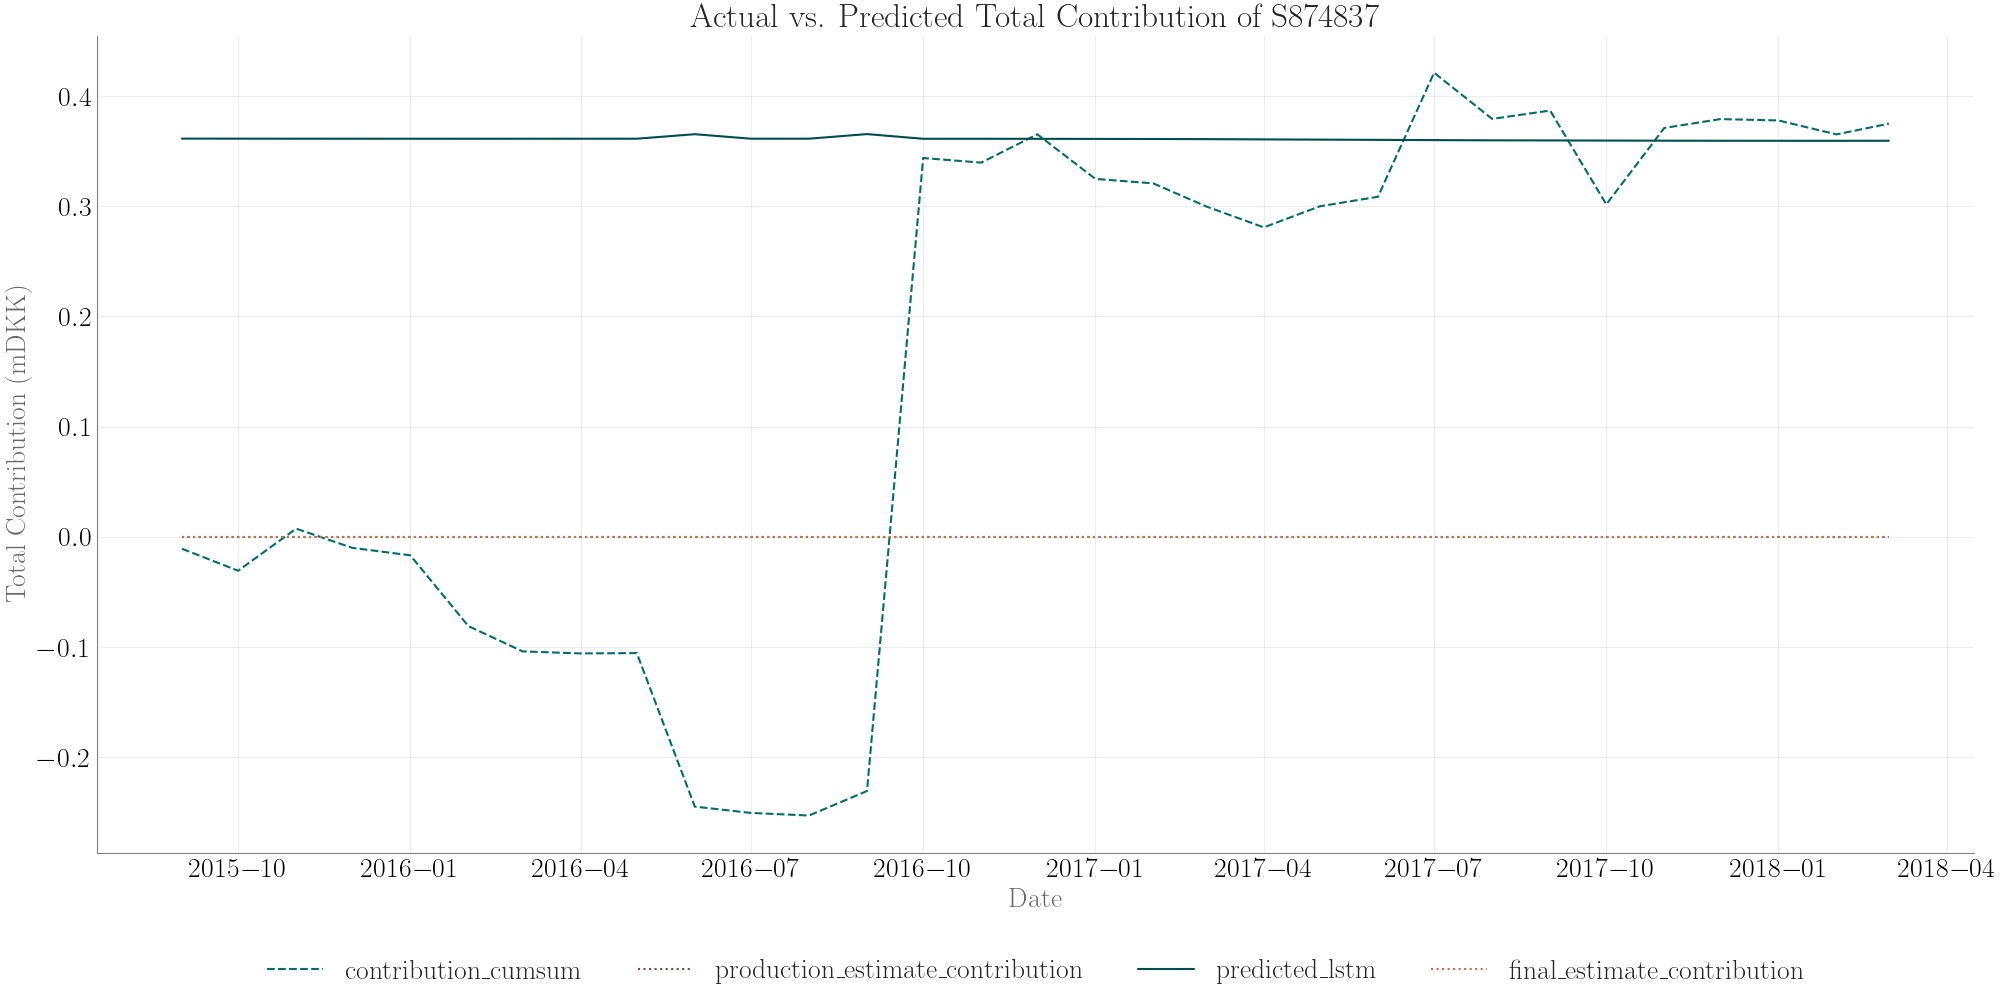 Actual vs. Predicted Total Contribution of S874837
Total Contribution (mDKK)
0.4
0.3
0.2
0.1
0.0
−0.1
−0.2
2015−10 2016−01 2016−04 2016−07 2016−10 2017−01 2017−04 2017−07 2017−10 2018−01 2018−04
Date
contribution_cumsum production_estimate_contribution predicted_lstm final_estimate_contribution